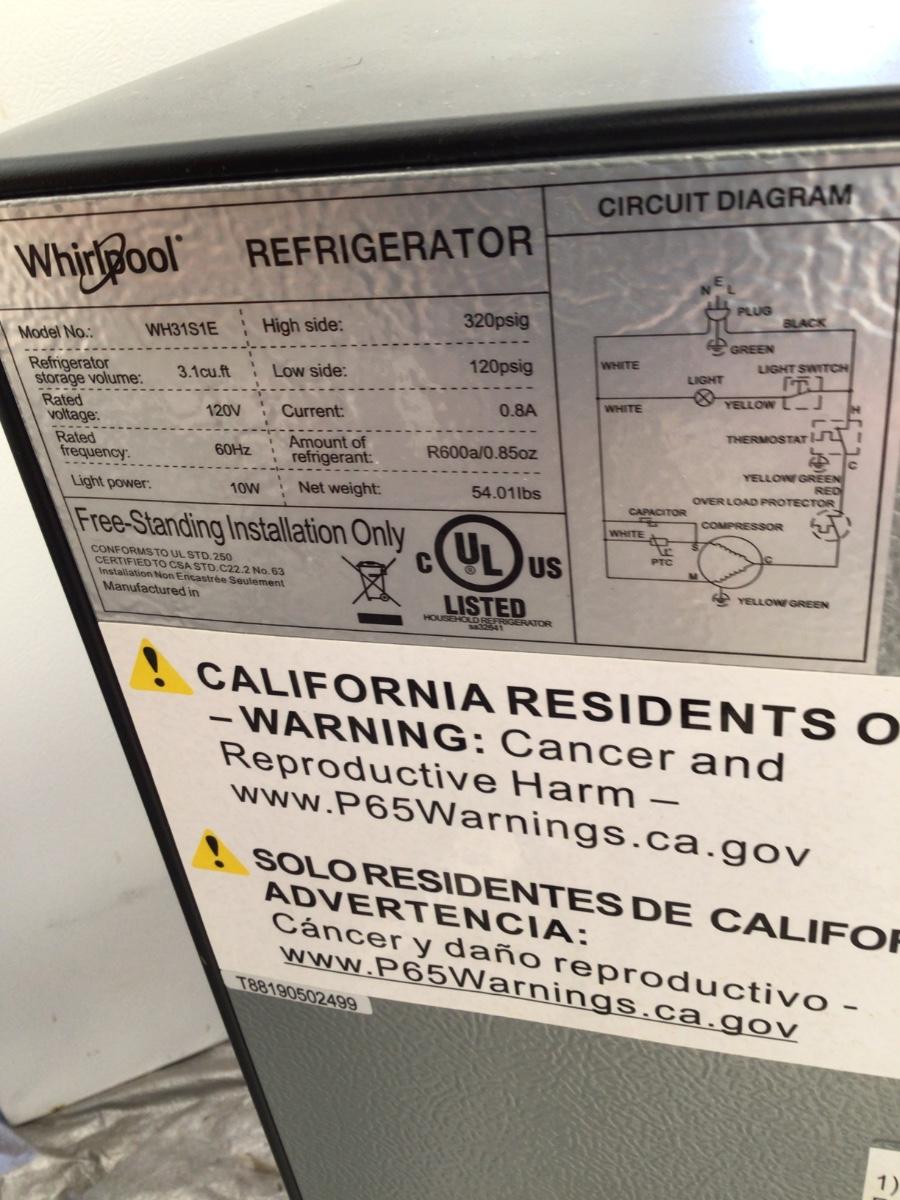 Whirlpool REFRIGERATOR
Model No.: WH31S1E
High side: 320psig
Refrigerator
storage volume: 3.1cu.ft
Low side: 120psig
Rated
voltage: 120V
Current: 0.8A
Rated
frequency: 60Hz
Amount of
refrigerant: R600a/0.85oz
Light power: 10W
Net weight: 54.01lbs
Free-Standing Installation Only
CONFORMS TO UL STD. 250
CERTIFIED TO CSA STD. C22.2 No. 63
Installation Non Encastrée Seulement
Manufactured in
C UL US
®
LISTED
HOUSEHOLD REFRIGERATOR
sa32641
CIRCUIT DIAGRAM
N E L
PLUG
BLACK
GREEN
WHITE
LIGHT SWITCH
LIGHT
WHITE
YELLOW
H
THERMOSTAT
C
YELLOW/GREEN
RED
OVER LOAD PROTECTOR
CAPACITOR
COMPRESSOR
WHITE
S
PTC
C
M
YELLOW/GREEN
CALIFORNIA RESIDENTS O
– WARNING: Cancer and
Reproductive Harm –
www.P65Warnings.ca.gov
SOLO RESIDENTES DE CALIFOR
ADVERTENCIA:
Cáncer y daño reproductivo -
www.P65Warnings.ca.gov
T88190502499
1)